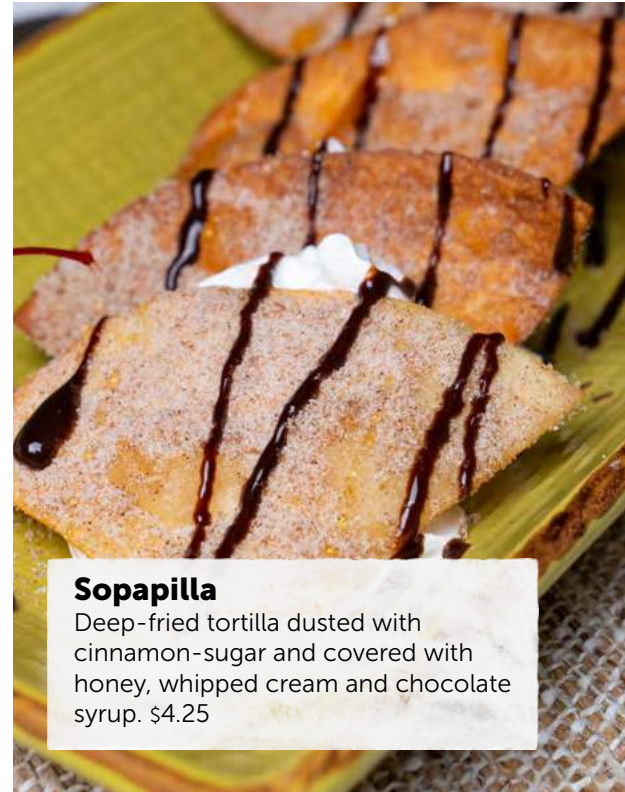 Sopapilla
Deep-fried tortilla dusted with
cinnamon-sugar and covered with
honey, whipped cream and chocolate
syrup. $4.25